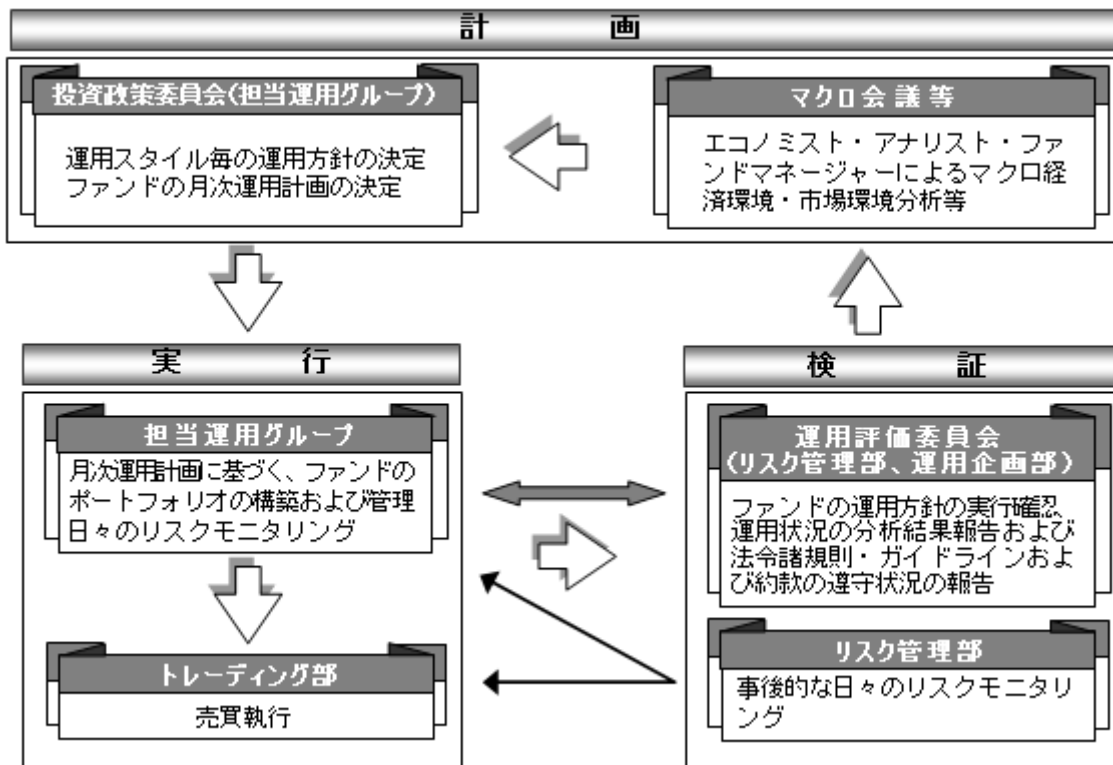 計画
投資政策委員会(担当運用グループ)
運用スタイル毎の運用方針の決定
ファンドの月次運用計画の決定
マクロ会議等
エコノミスト・アナリスト・ファ
ンドマネージャーによるマクロ経
済環境・市場環境分析等
実行
担当運用グループ
月次運用計画に基づく、ファンドの
ポートフォリオの構築および管理
日々のリスクモニタリング
トレーディング部
売買執行
検証
運用評価委員会
(リスク管理部、運用企画部)
ファンドの運用方針の実行確認、
運用状況の分析結果報告および
法令諸規則・ガイドラインおよ
び約款の遵守状況の報告
リスク管理部
事後的な日々のリスクモニタリ
ング